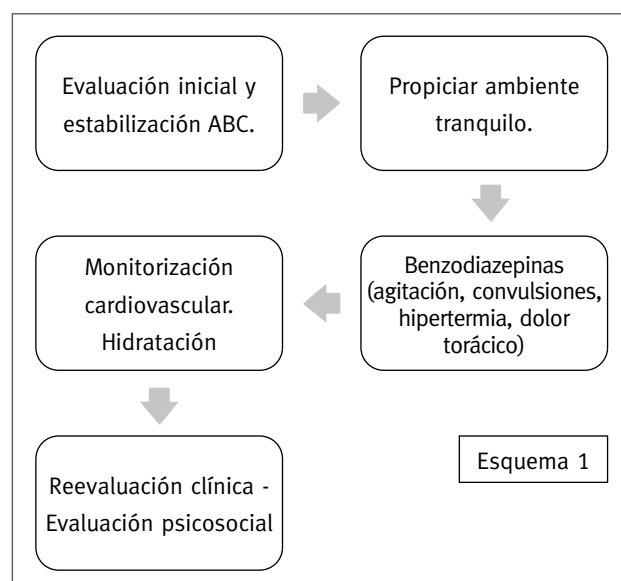 Evaluación inicial y
estabilización ABC.
Propiciar ambiente
tranquilo.
Benzodiazepinas
(agitación, convulsiones,
hipertermia, dolor
torácico)
Monitorización
cardiovascular.
Hidratación
Reevaluación clínica -
Evaluación psicosocial
Esquema 1